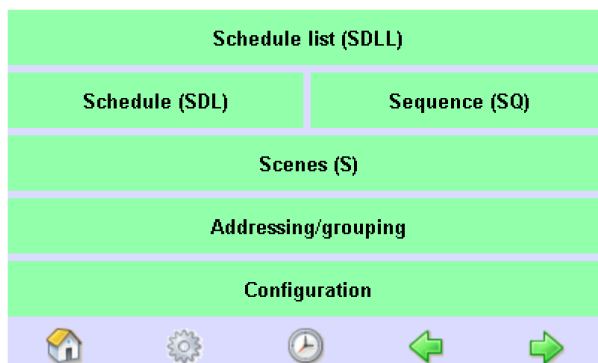 Schedule list (SDLL)
Schedule (SDL)
Sequence (SQ)
Scenes (S)
Addressing/grouping
Configuration